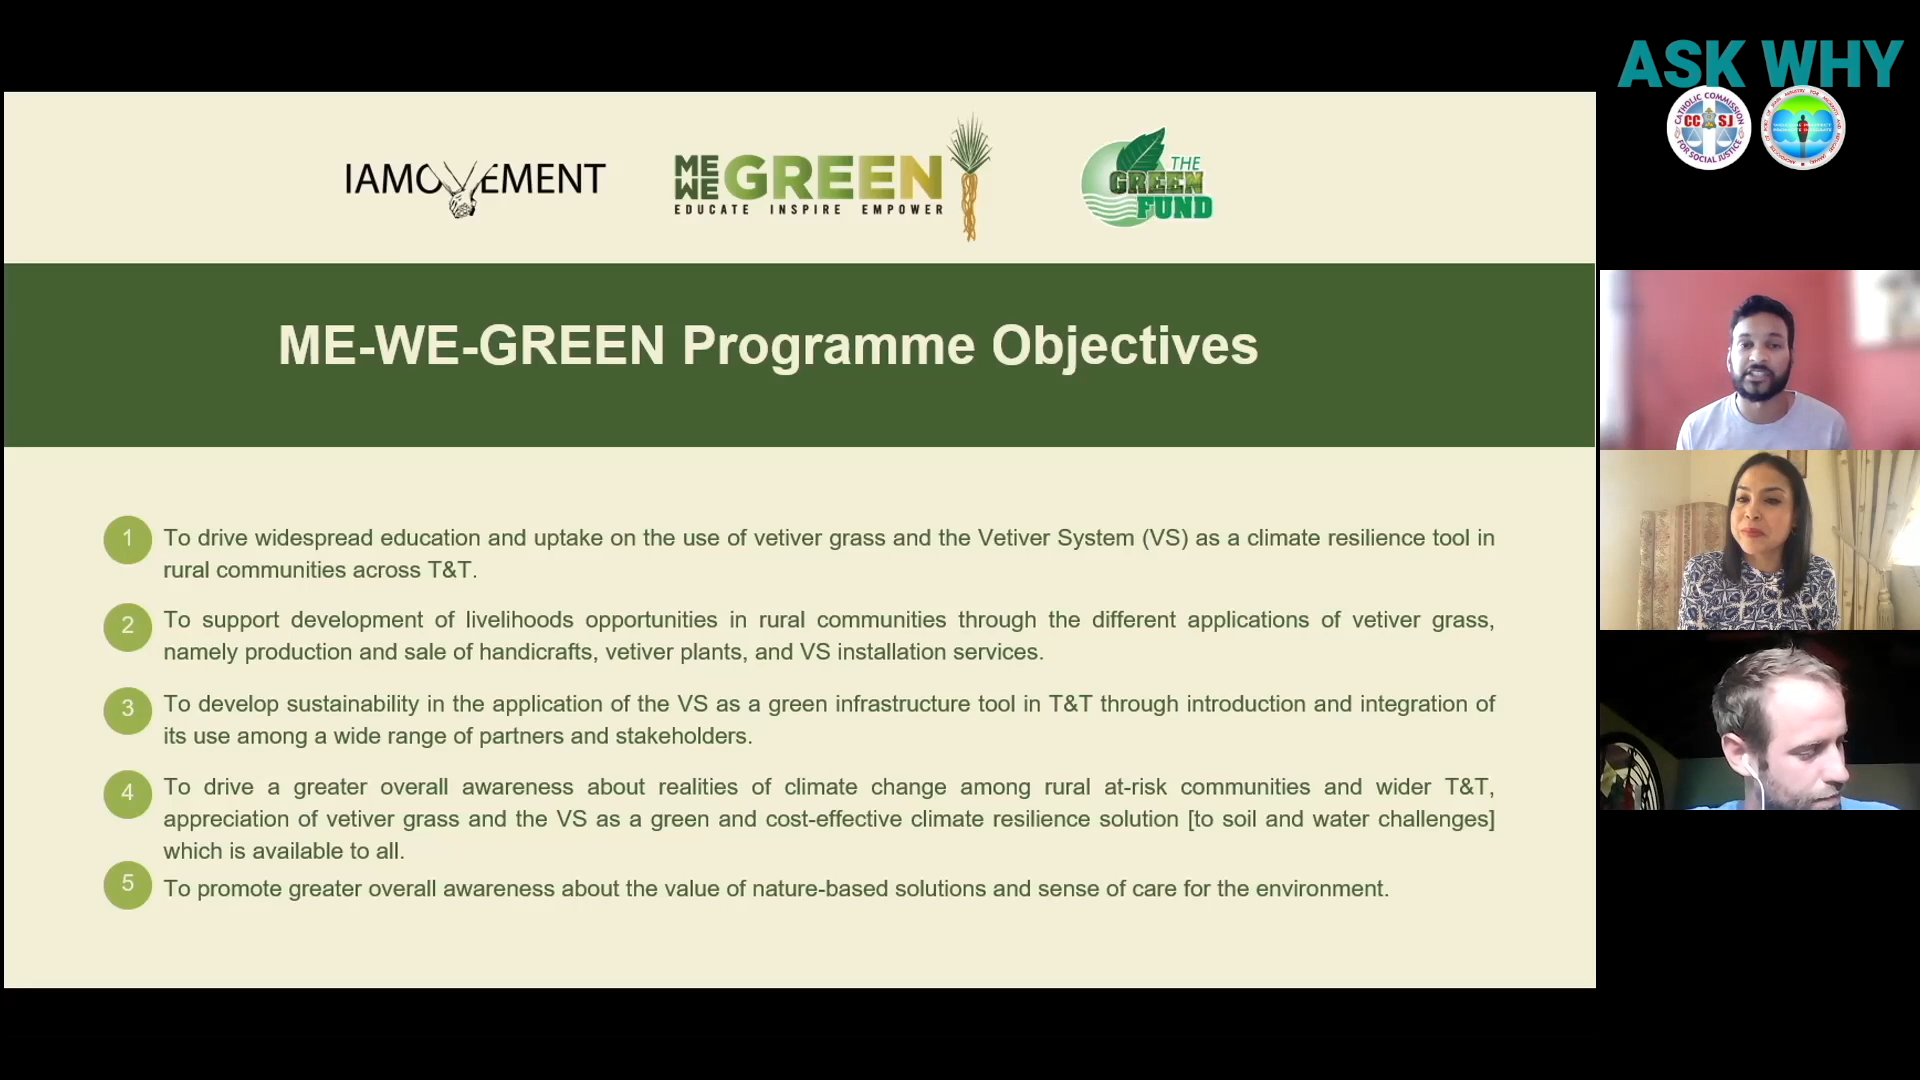 ASK WHY
CATHOLIC COMMISSION
CC SJ
FOR SOCIAL JUSTICE
IAMOVEMENT
ME
WE
GREEN
EDUCATE INSPIRE EMPOWER
THE
GREEN
FUND
ME-WE-GREEN Programme Objectives
1 To drive widespread education and uptake on the use of vetiver grass and the Vetiver System (VS) as a climate resilience tool in
rural communities across T&T.
2 To support development of livelihoods opportunities in rural communities through the different applications of vetiver grass,
namely production and sale of handicrafts, vetiver plants, and VS installation services.
3 To develop sustainability in the application of the VS as a green infrastructure tool in T&T through introduction and integration of
its use among a wide range of partners and stakeholders.
4 To drive a greater overall awareness about realities of climate change among rural at-risk communities and wider T&T,
appreciation of vetiver grass and the VS as a green and cost-effective climate resilience solution [to soil and water challenges]
which is available to all.
5 To promote greater overall awareness about the value of nature-based solutions and sense of care for the environment.